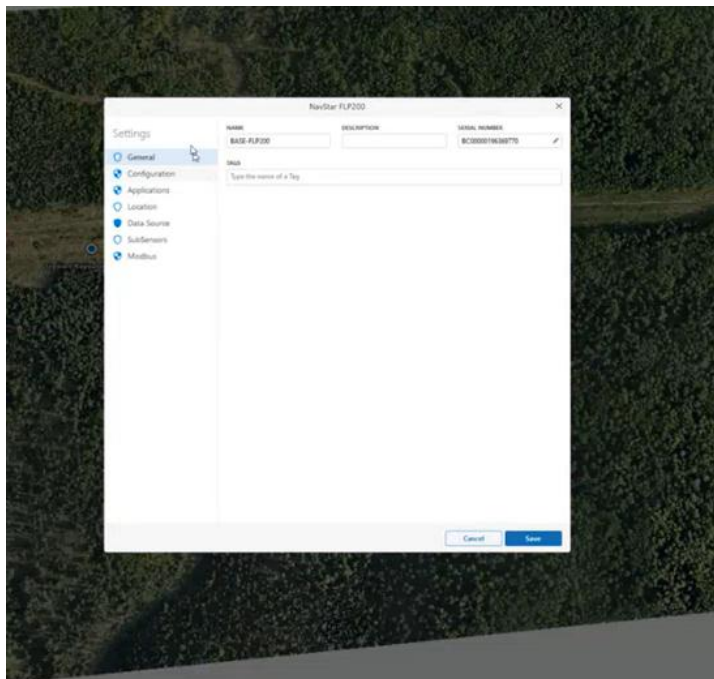 NavStar FLP200
Settings
General
Configuration
Applications
Location
Data Source
SubSensors
Modbus
NAME
DESCRIPTION
SERIAL NUMBER
BASE-FLP200
TAGS
Type the name of a Tag
Cancel
Save